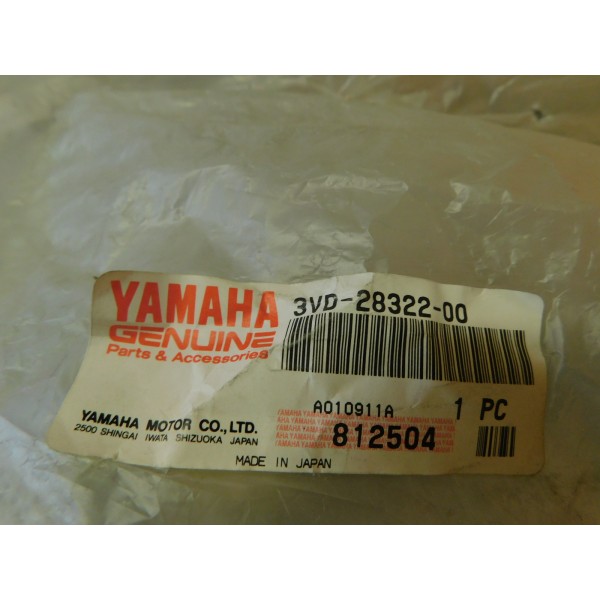 YAMAHA
GENUINE
Parts & Accessories
3VD-28322-00
A010911A
1 PC
YAMAHA MOTOR CO.,LTD.
2500 SHINGAI IWATA SHIZUOKA JAPAN
812504
MADE IN JAPAN